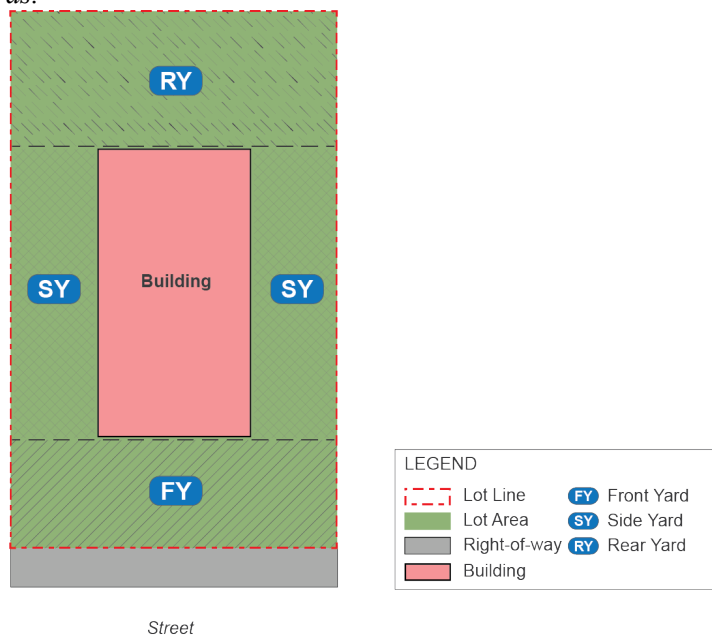 as.
RY
SY Building SY
FY
Street
LEGEND
Lot Line FY Front Yard
Lot Area SY Side Yard
Right-of-way RY Rear Yard
Building